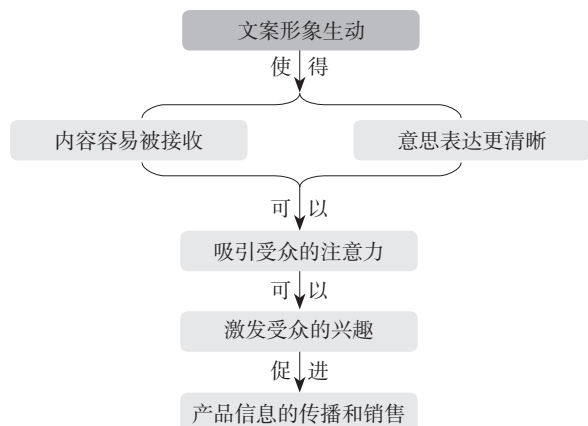 文案形象生动
使得
内容容易被接收
意思表达更清晰
可以
吸引受众的注意力
可以
激发受众的兴趣
促进
产品信息的传播和销售